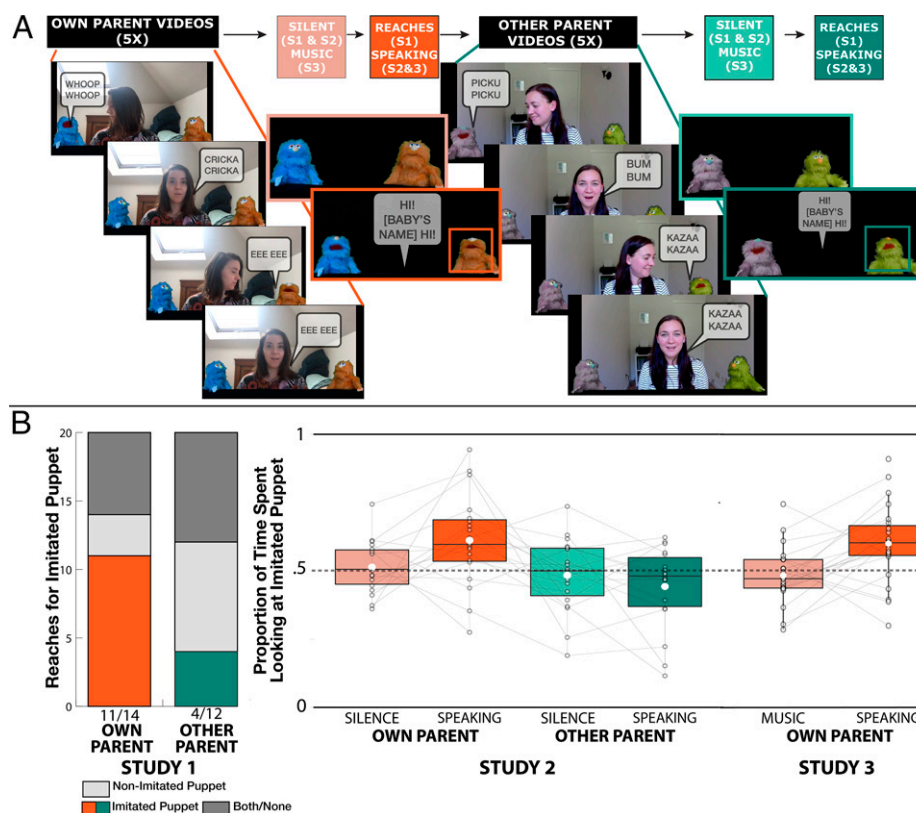 A
OWN PARENT VIDEOS
(5X)
SILENT
(S1 & S2)
MUSIC
(S3)
REACHES
(S1)
SPEAKING
(S2&3)
OTHER PARENT
VIDEOS (5X)
SILENT
(S1 & S2)
MUSIC
(S3)
REACHES
(S1)
SPEAKING
(S2&3)
WHOOP
WHOOP
CRICKA
CRICKA
EEE EEE
EEE EEE
HI!
[BABY'S
NAME] HI!
PICKU
PICKU
BUM
BUM
KAZAA
KAZAA
KAZAA
KAZAA
HI!
[BABY'S
NAME] HI!
B
Reaches for Imitated Puppet
20
15
10
5
0
11/14
OWN
PARENT
4/12
OTHER
PARENT
STUDY 1
Non-Imitated Puppet
Imitated Puppet
Both/None
Proportion of Time Spent
Looking at Imitated Puppet
1
.5
0
SILENCE
SPEAKING
OWN PARENT
SILENCE
SPEAKING
OTHER PARENT
STUDY 2
MUSIC
SPEAKING
OWN PARENT
STUDY 3